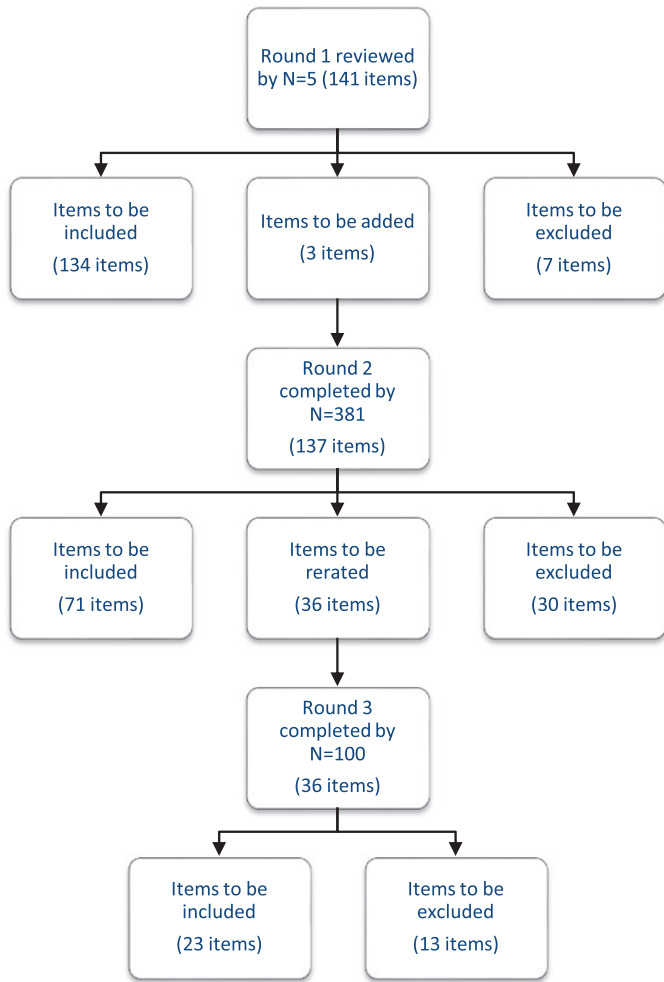 Round 1 reviewed
by N=5 (141 items)
Items to be
included
(134 items)
Items to be added
(3 items)
Items to be
excluded
(7 items)
Round 2
completed by
N=381
(137 items)
Items to be
included
(71 items)
Items to be
rerated
(36 items)
Items to be
excluded
(30 items)
Round 3
completed by
N=100
(36 items)
Items to be
included
(23 items)
Items to be
excluded
(13 items)